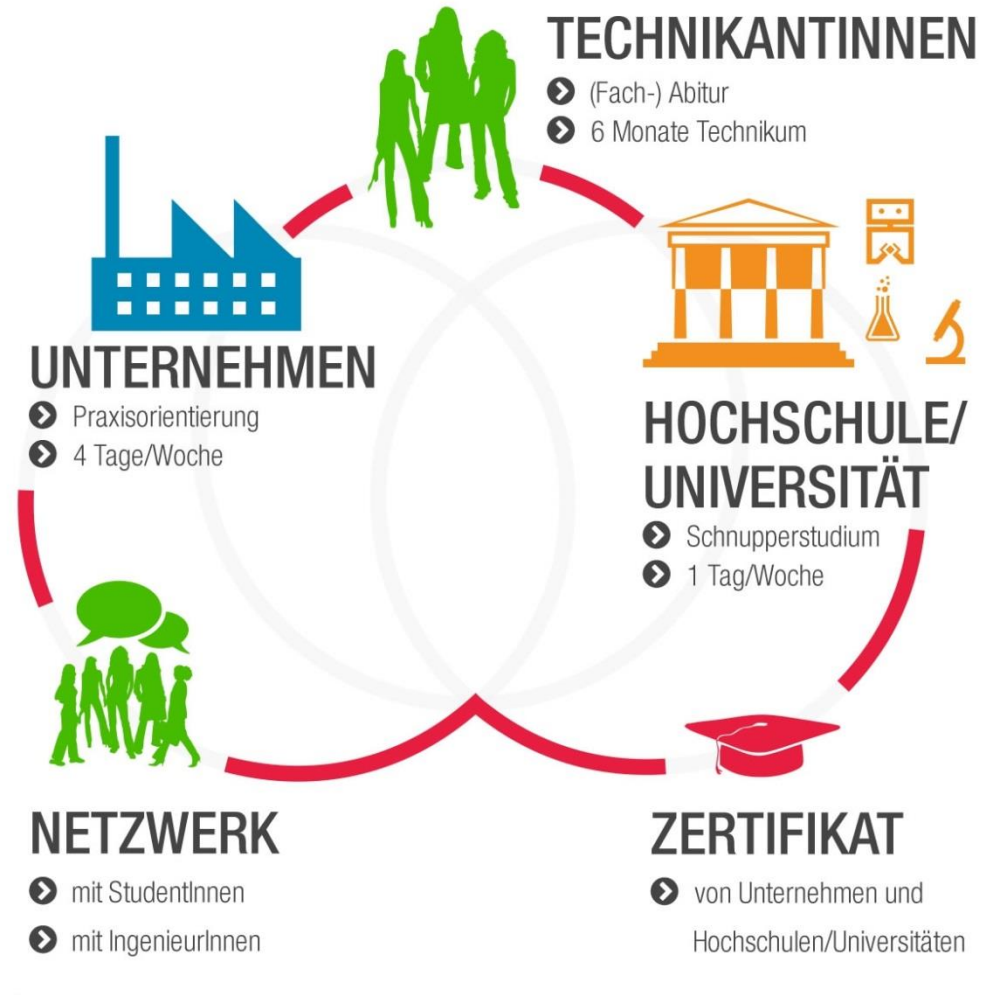 TECHNIKANTINNEN
(Fach-) Abitur
6 Monate Technikum
UNTERNEHMEN
Praxisorientierung
4 Tage/Woche
HOCHSCHULE/
UNIVERSITÄT
Schnupperstudium
1 Tag/Woche
NETZWERK
mit StudentInnen
mit IngenieurInnen
ZERTIFIKAT
von Unternehmen und
Hochschulen/Universitäten